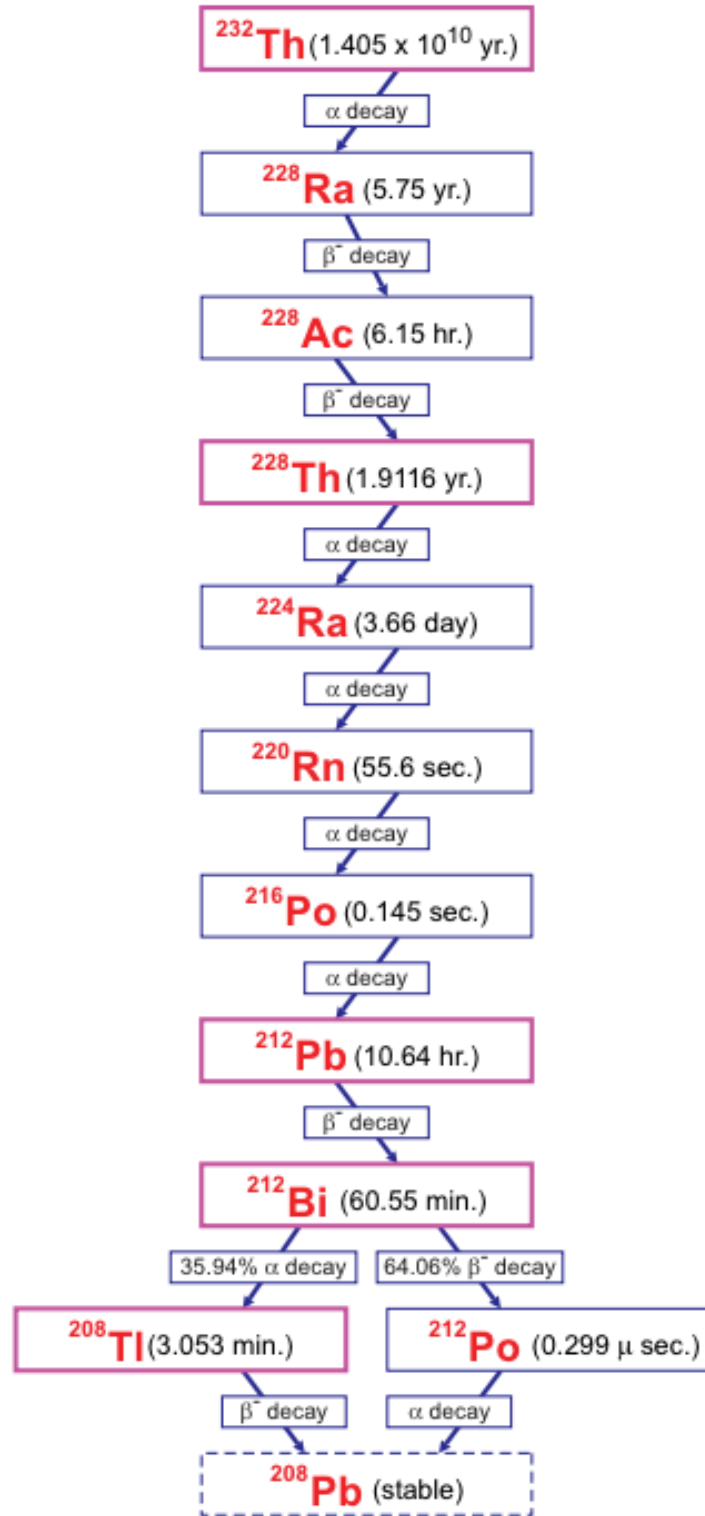 ²³²Th (1.405 x 10¹⁰ yr.)
α decay
²²⁸Ra (5.75 yr.)
β⁻ decay
²²⁸Ac (6.15 hr.)
β⁻ decay
²²⁸Th (1.9116 yr.)
α decay
²²⁴Ra (3.66 day)
α decay
²²⁰Rn (55.6 sec.)
α decay
²¹⁶Po (0.145 sec.)
α decay
²¹²Pb (10.64 hr.)
β⁻ decay
²¹²Bi (60.55 min.)
35.94% α decay
64.06% β⁻ decay
²⁰⁸Tl (3.053 min.)
²¹²Po (0.299 μ sec.)
β⁻ decay
α decay
²⁰⁸Pb (stable)